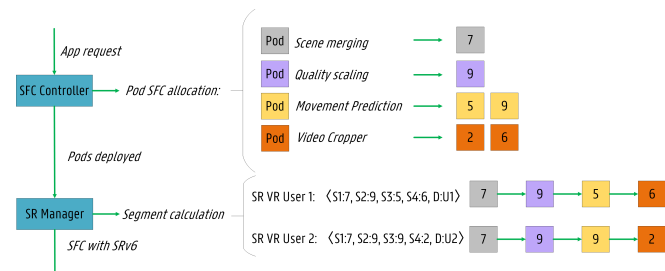 App request
SFC Controller
Pod SFC allocation:
Pod Scene merging 7
Pod Quality scaling 9
Pod Movement Prediction 5 9
Pod Video Cropper 2 6
Pods deployed
SR Manager
Segment calculation
SR VR User 1: 〈S1:7, S2:9, S3:5, S4:6, D:U1〉 7 9 5 6
SR VR User 2: 〈S1:7, S2:9, S3:9, S4:2, D:U2〉 7 9 9 2
SFC with SRv6